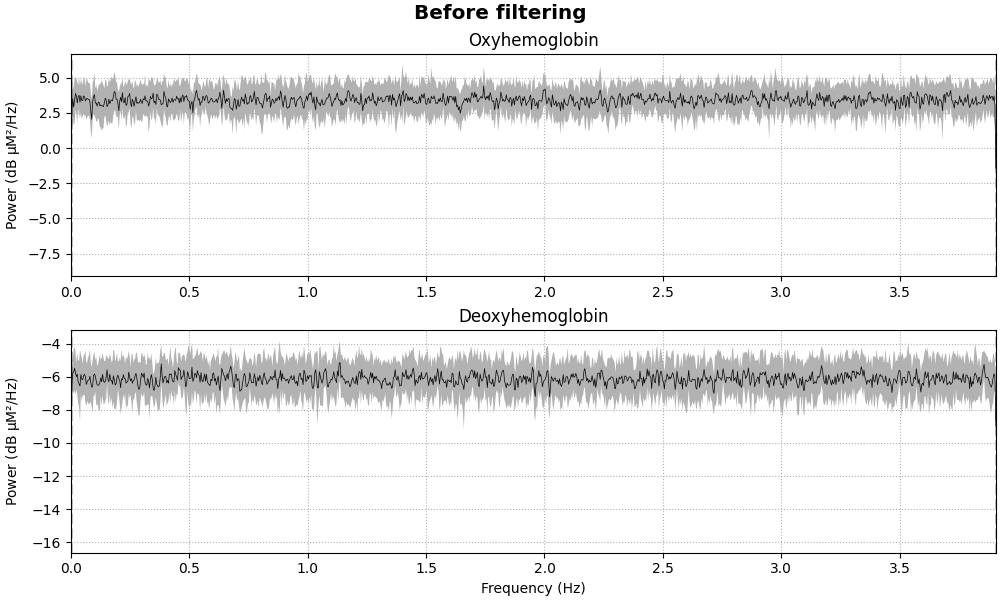 Before filtering
Oxyhemoglobin
Power (dB µM²/Hz)
5.0
2.5
0.0
−2.5
−5.0
−7.5
0.0 0.5 1.0 1.5 2.0 2.5 3.0 3.5
Deoxyhemoglobin
Power (dB µM²/Hz)
−4
−6
−8
−10
−12
−14
−16
0.0 0.5 1.0 1.5 2.0 2.5 3.0 3.5
Frequency (Hz)